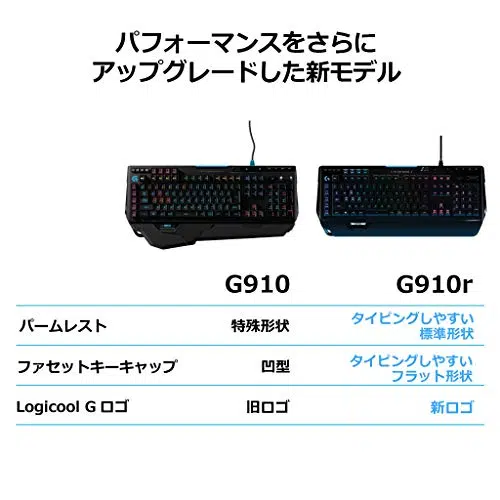 パフォーマンスをさらに
アップグレードした新モデル
G910 G910r
パームレスト 特殊形状 タイピングしやすい
標準形状
ファセットキーキャップ 凹型 タイピングしやすい
フラット形状
Logicool G ロゴ 旧ロゴ 新ロゴ